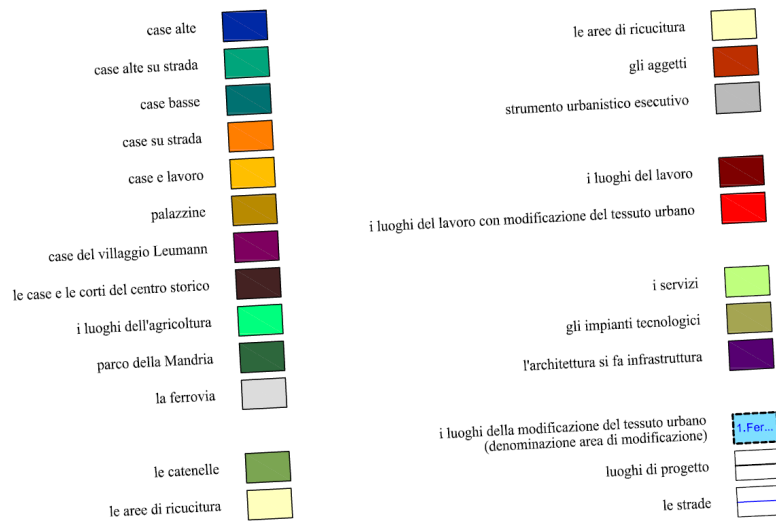 case alte
case alte su strada
case basse
case su strada
case e lavoro
palazzine
case del villaggio Leumann
le case e le corti del centro storico
i luoghi dell'agricoltura
parco della Mandria
la ferrovia
le catenelle
le aree di ricucitura
le aree di ricucitura
gli aggetti
strumento urbanistico esecutivo
i luoghi del lavoro
i luoghi del lavoro con modificazione del tessuto urbano
i servizi
gli impianti tecnologici
l'architettura si fa infrastruttura
i luoghi della modificazione del tessuto urbano
(denominazione area di modificazione)
1.Fer...
luoghi di progetto
le strade